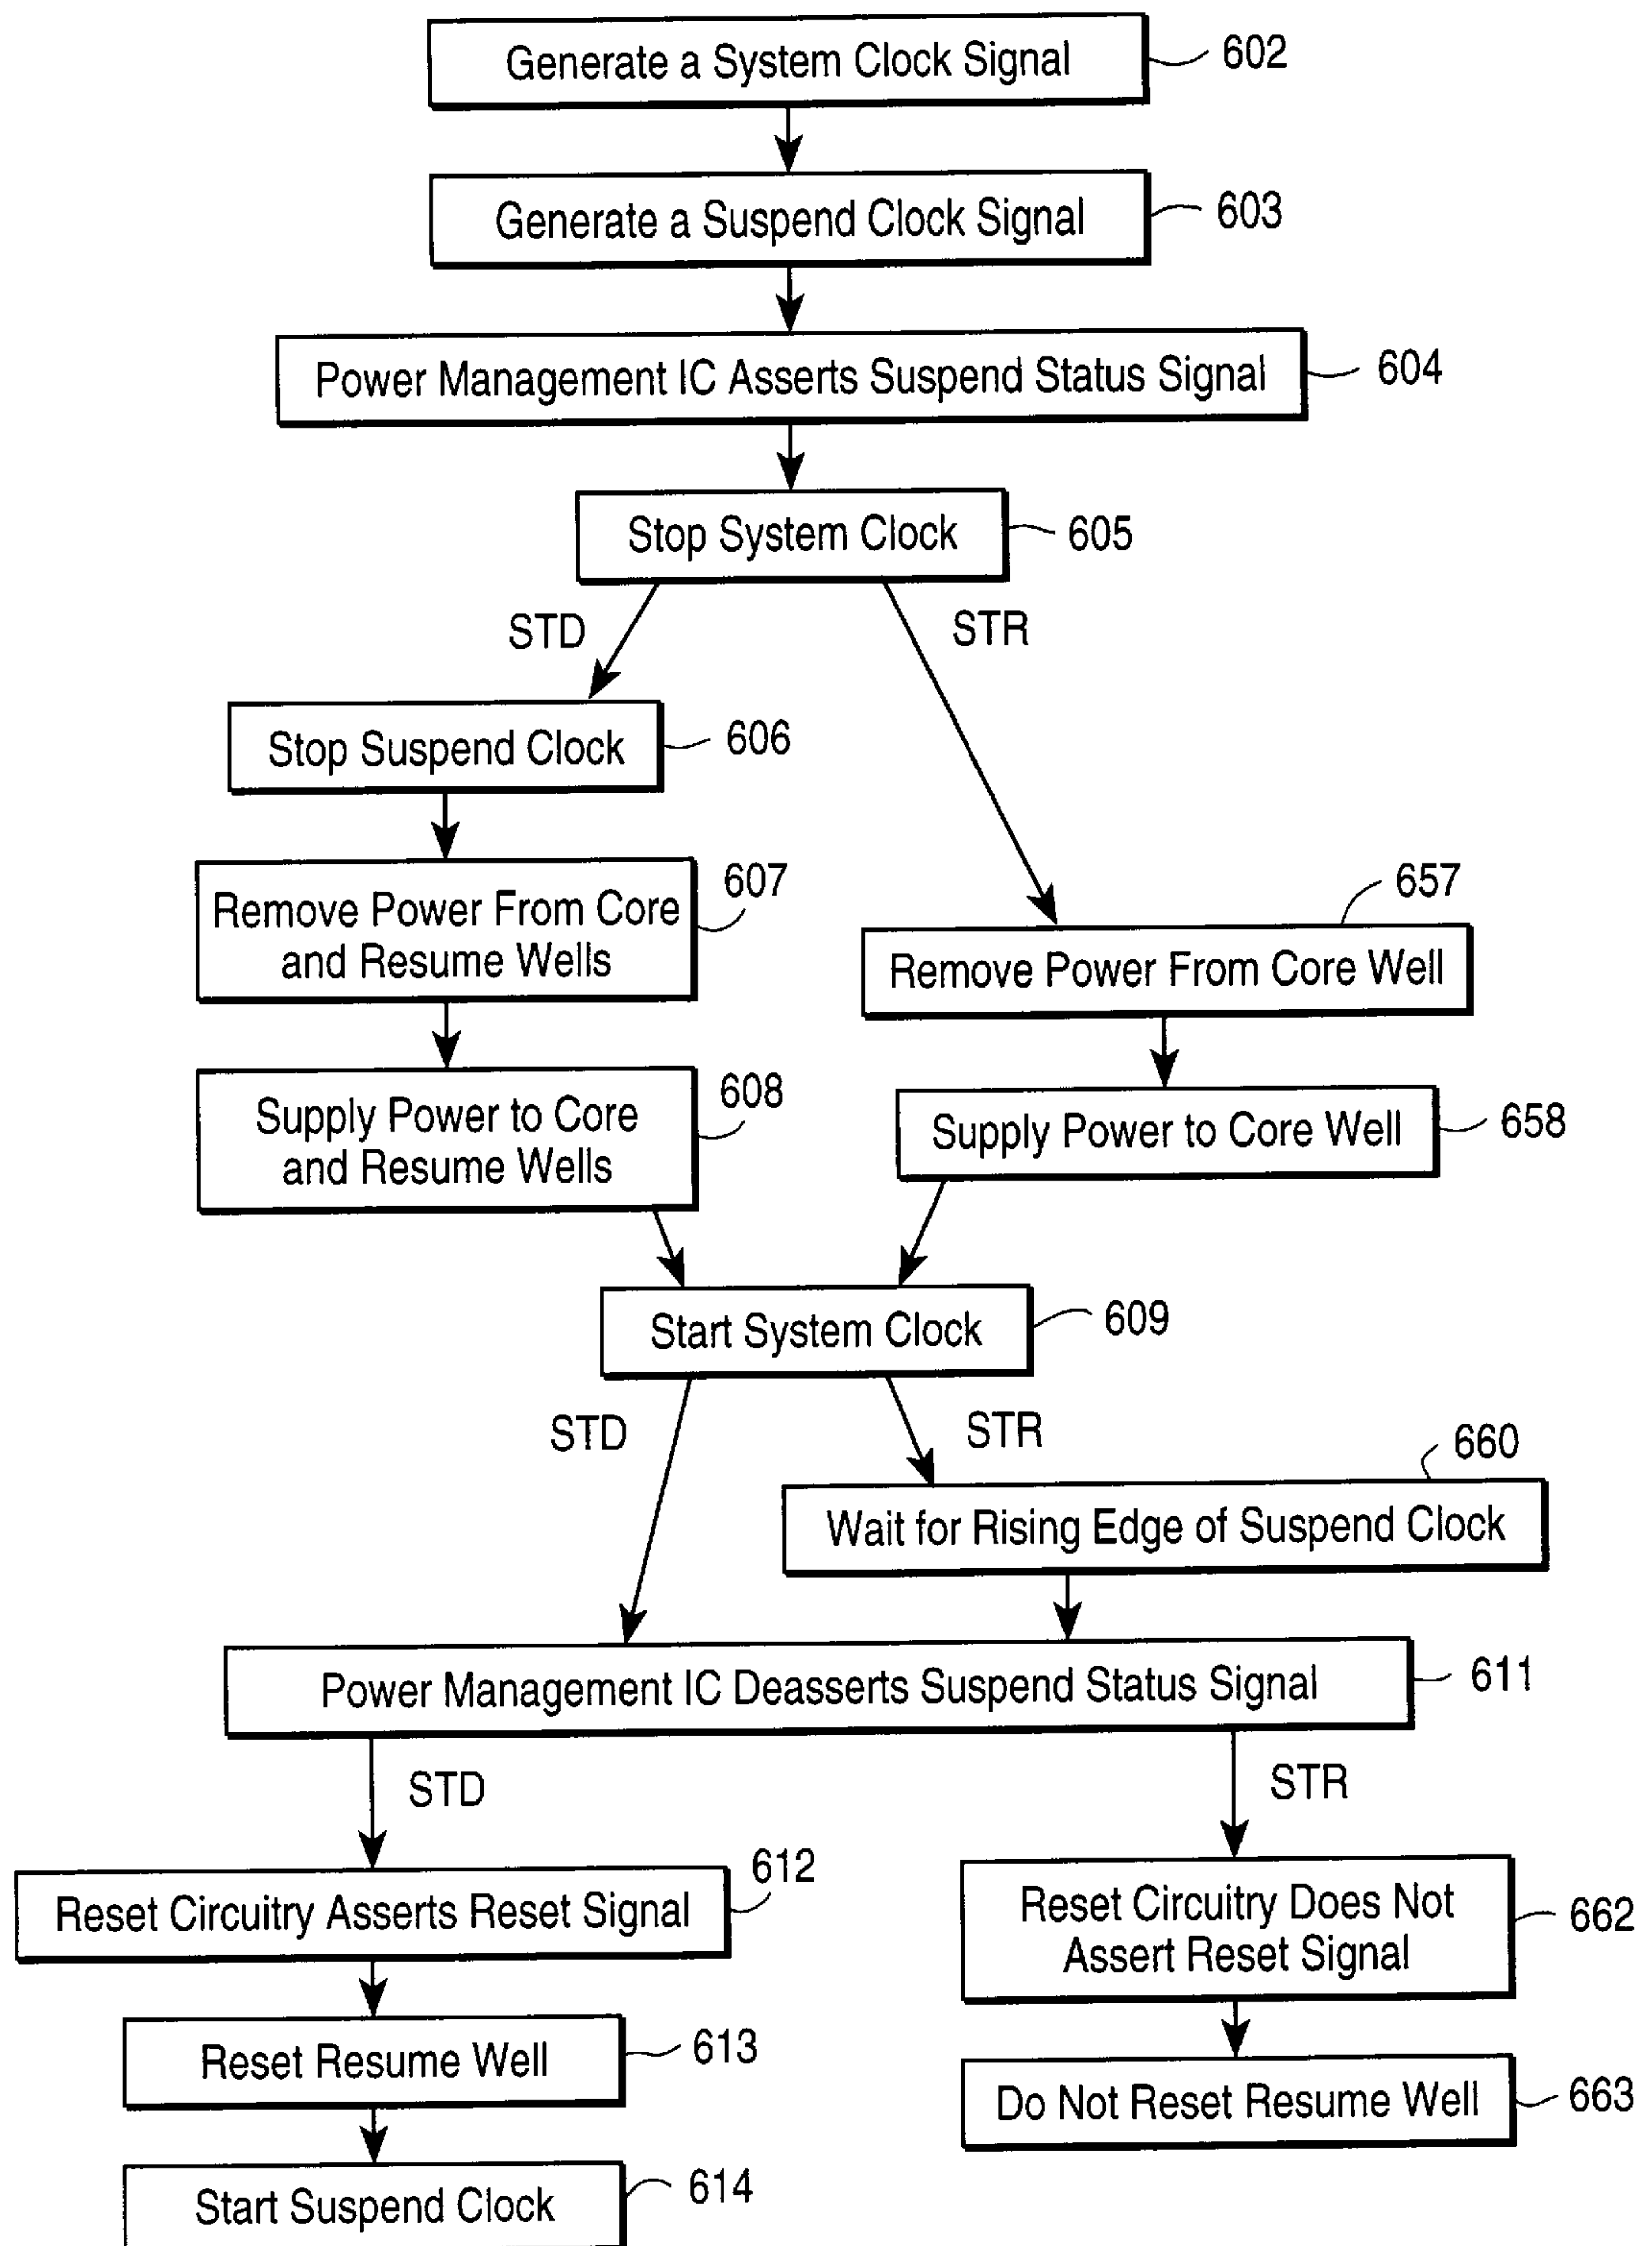 Generate a System Clock Signal
602
Generate a Suspend Clock Signal
603
Power Management IC Asserts Suspend Status Signal
604
Stop System Clock
605
STD
STR
Stop Suspend Clock
606
Remove Power From Core
and Resume Wells
607
657
Remove Power From Core Well
Supply Power to Core
and Resume Wells
608
Supply Power to Core Well
658
Start System Clock
609
STD
STR
660
Wait for Rising Edge of Suspend Clock
Power Management IC Deasserts Suspend Status Signal
611
STD
STR
612
Reset Circuitry Asserts Reset Signal
Reset Circuitry Does Not
Assert Reset Signal
662
Reset Resume Well
613
Do Not Reset Resume Well
663
Start Suspend Clock
614